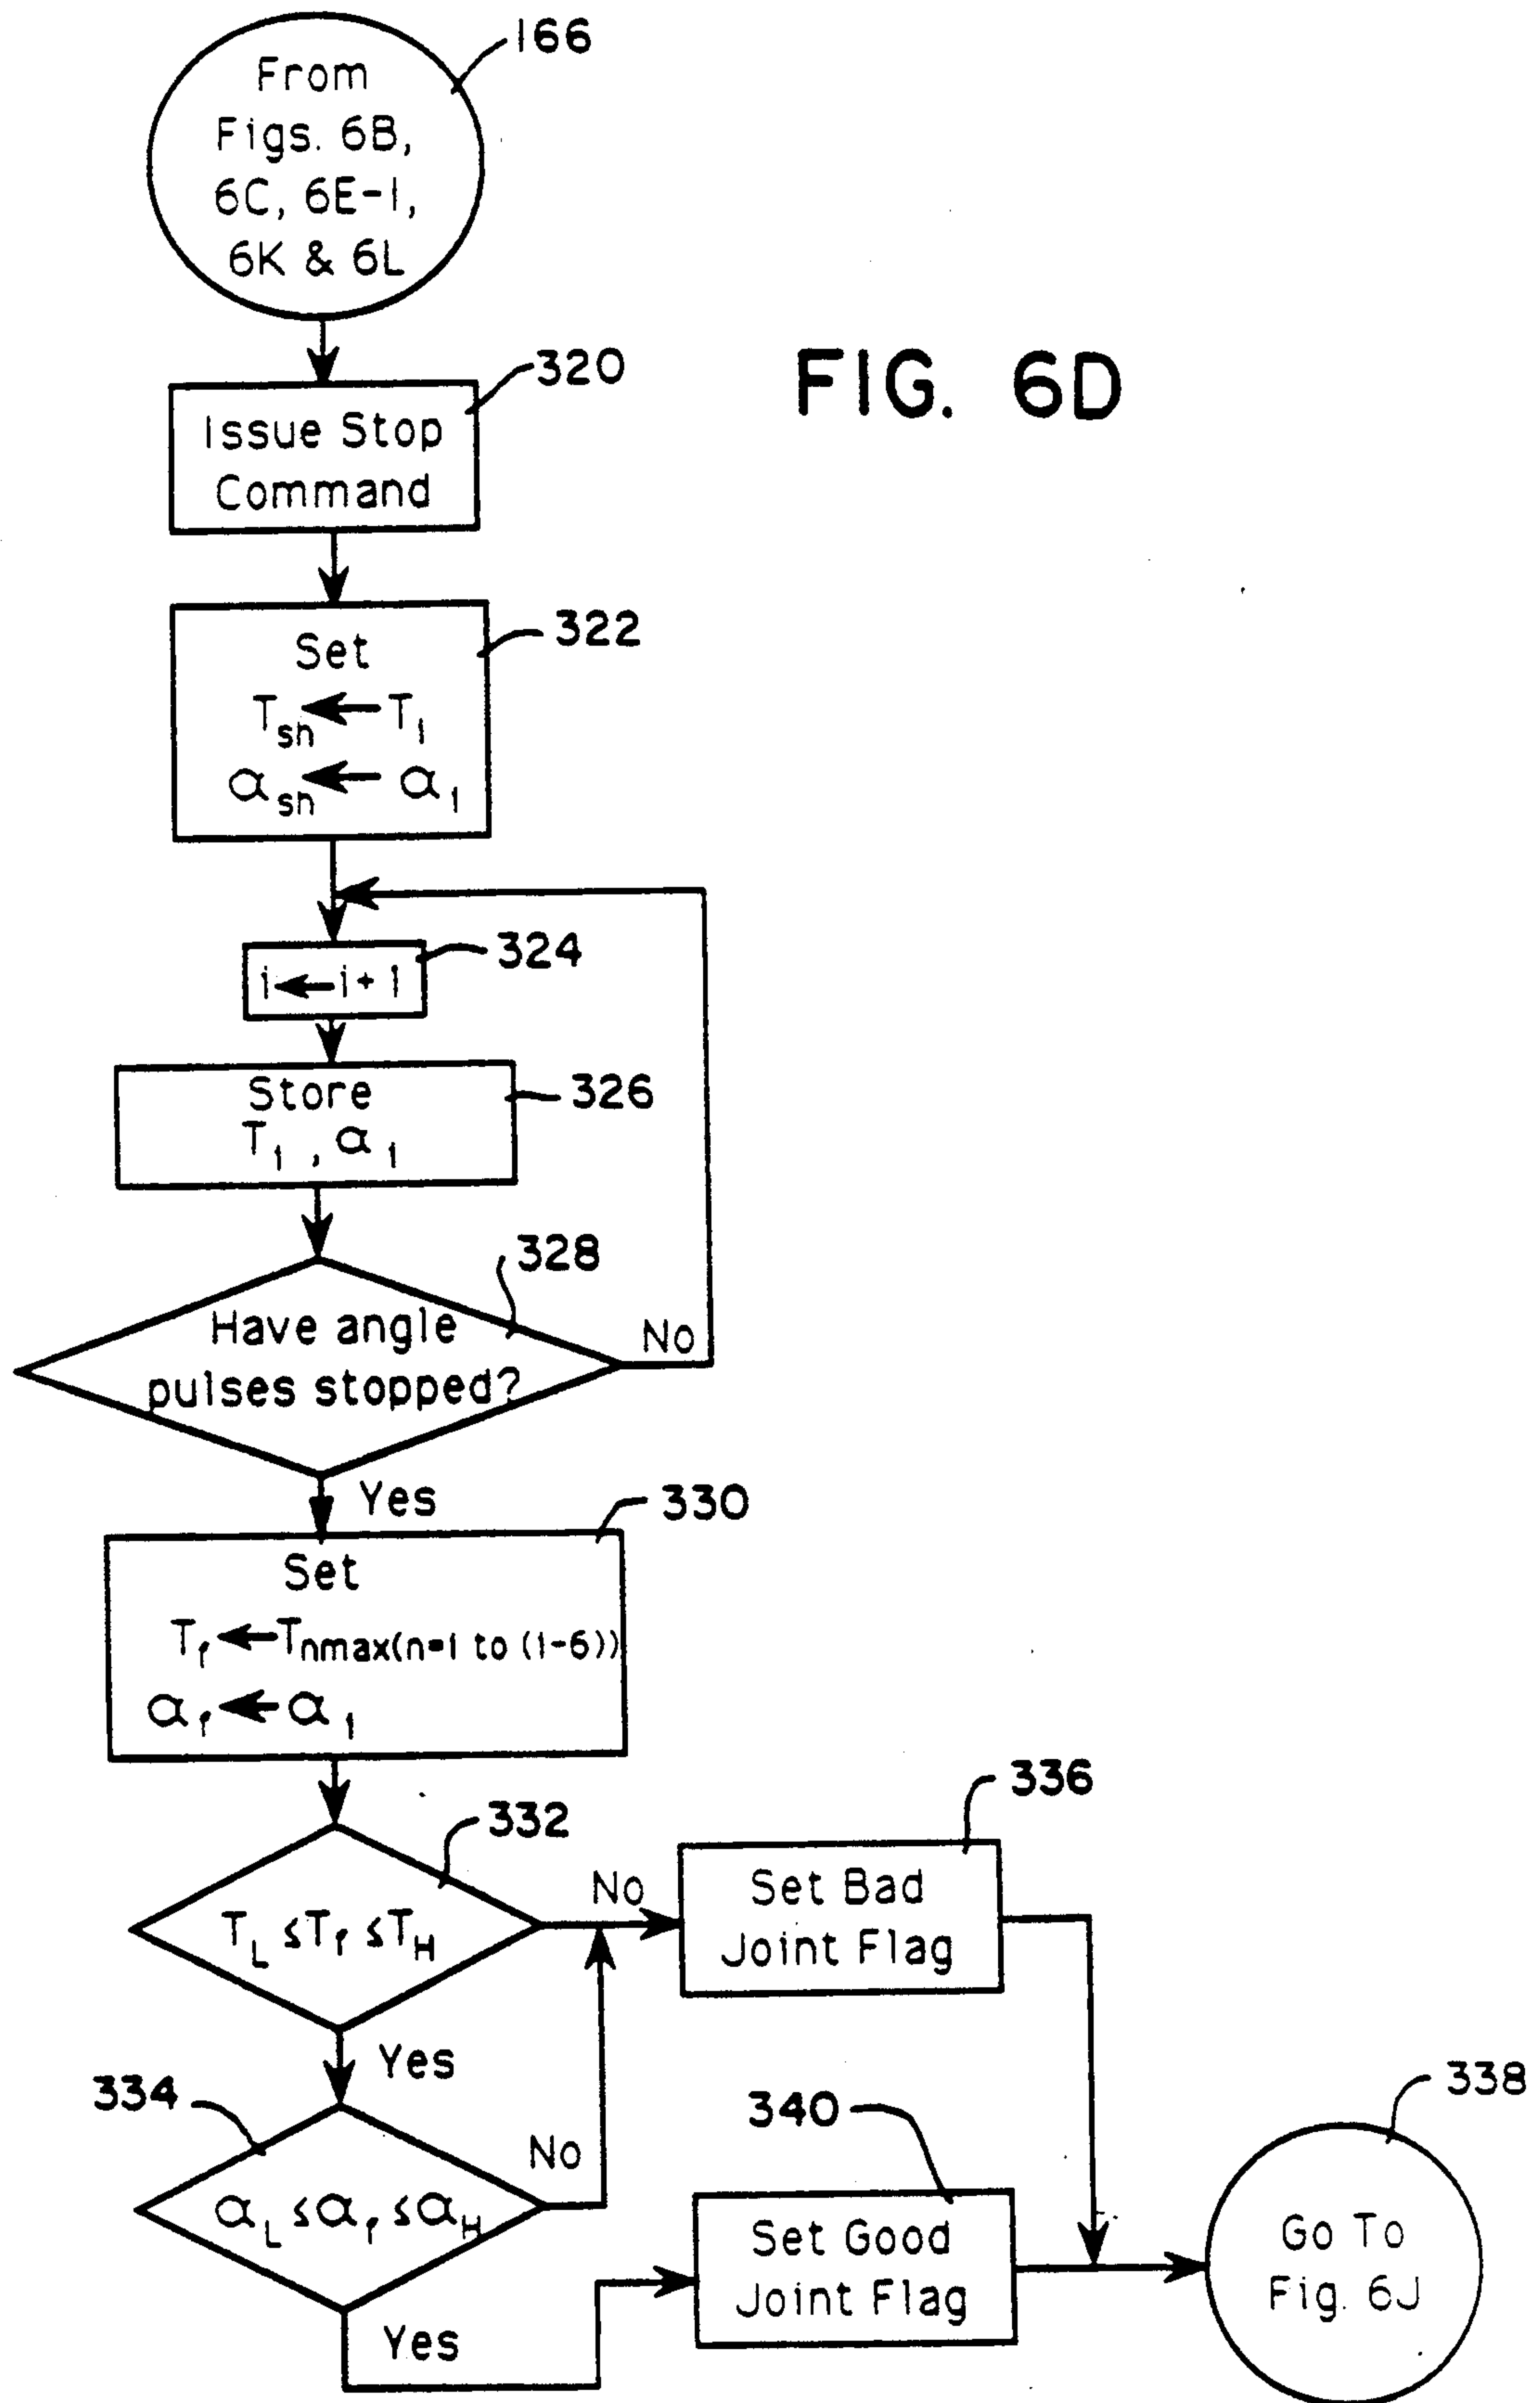 166
From
Figs. 6B,
6C, 6E-1,
6K & 6L
FIG. 6D
320
Issue Stop
Command
322
Set
T_sh ← T_i
α_sh ← α_i
324
i ← i + 1
326
Store
T_i, α_i
328
Have angle
pulses stopped?
No
Yes
330
Set
T_f ← T_nmax(n=1 to (i-6))
α_f ← α_i
332
T_L ≤ T_f ≤ T_H
No
336
Set Bad
Joint Flag
Yes
334
α_L ≤ α_f ≤ α_H
No
Yes
340
Set Good
Joint Flag
338
Go To
Fig. 6J